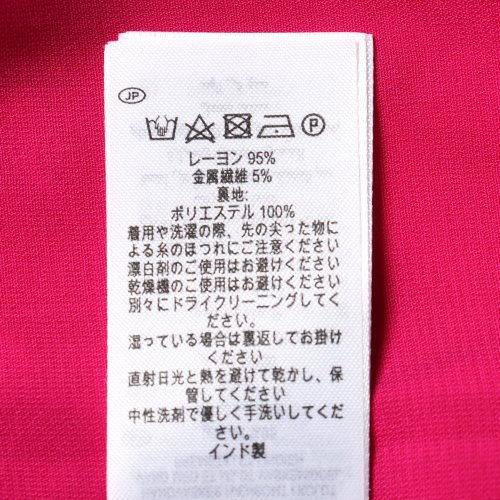 JP
P
レーヨン 95%
金属繊維 5%
裏地:
ポリエステル 100%
着用や洗濯の際、先の尖った物に
よる糸のほつれにご注意ください
漂白剤のご使用はお避けください
乾燥機のご使用はお避けください
別々にドライクリーニングしてく
ださい。
湿っている場合は裏返してお掛け
ください
直射日光と熱を避けて乾かし、保
管してください
中性洗剤で優しく手洗いしてくだ
さい。
インド製